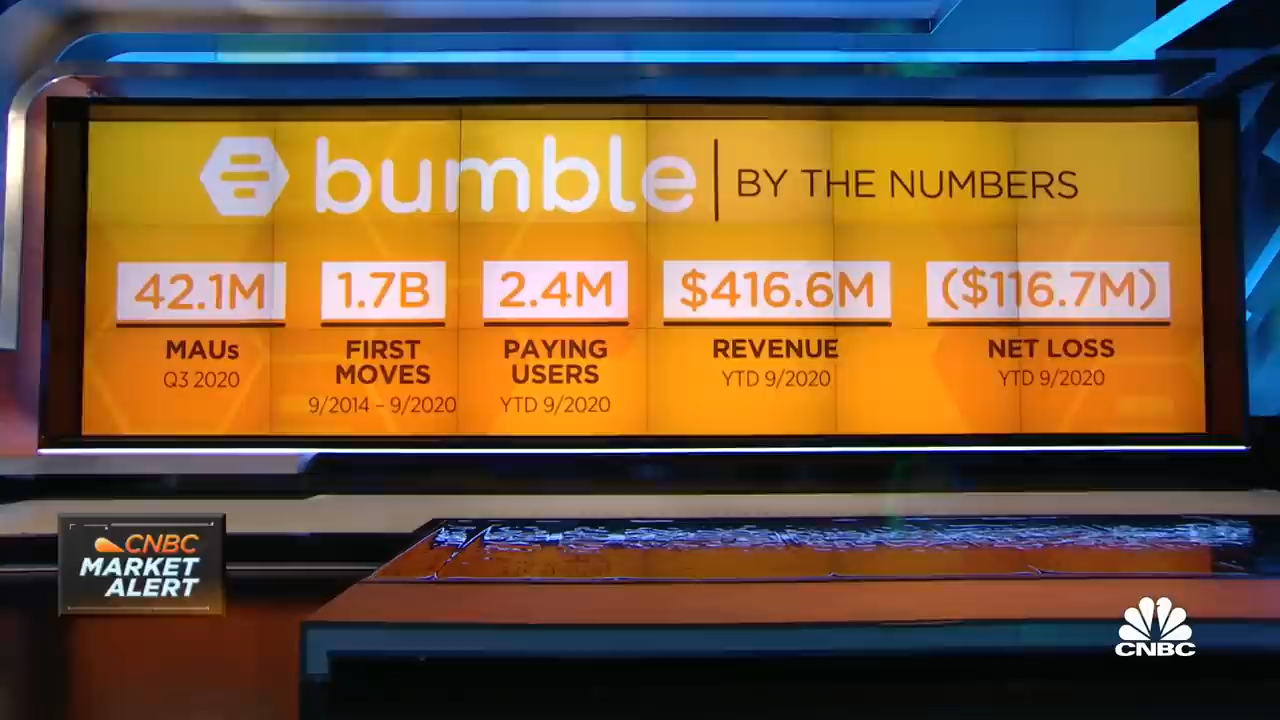 bumble | BY THE NUMBERS
42.1M
MAUs
Q3 2020
1.7B
FIRST
MOVES
9/2014 – 9/2020
2.4M
PAYING
USERS
YTD 9/2020
$416.6M
REVENUE
YTD 9/2020
($116.7M)
NET LOSS
YTD 9/2020
CNBC
MARKET
ALERT
CNBC